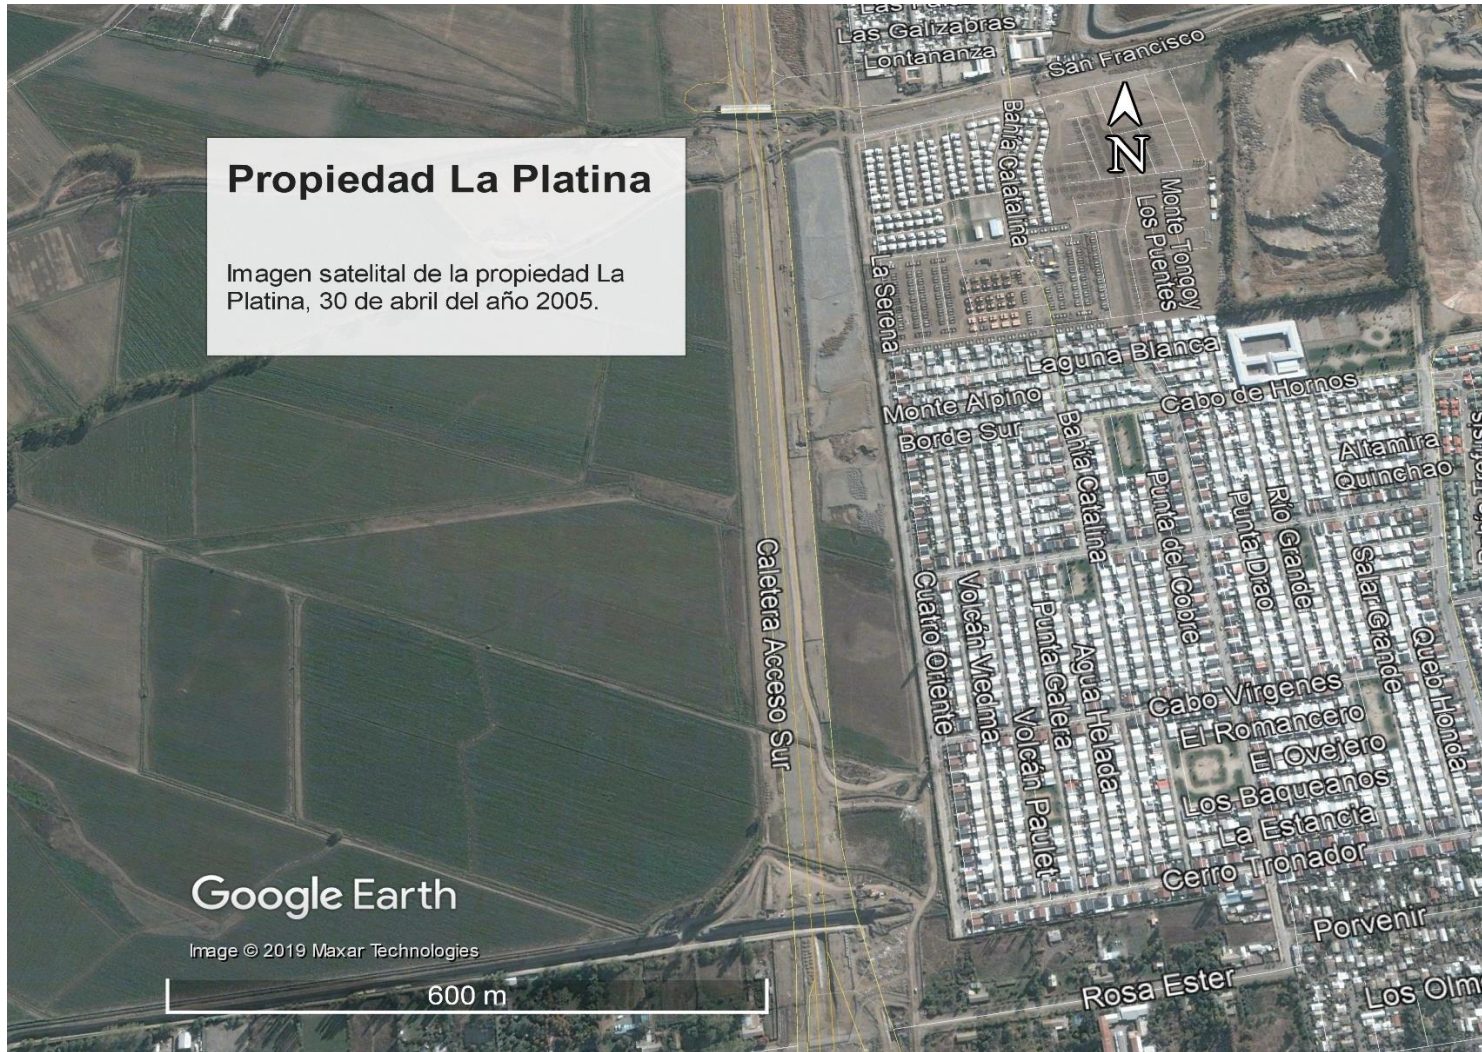 Las Galizabras
Lontananza
San Francisco
N
Propiedad La Platina
Imagen satelital de la propiedad La
Platina, 30 de abril del año 2005.
Bahía Catalina
Monte Tongoy
Los Puentes
La Serena
Laguna Blanca
Monte Alpino
Cabo de Hornos
Borde Sur
Altamira
Quinchao
Bahía Catalina
Punta del Cobre
Punta Drao
Río Grande
Salar Grande
Caletera Acceso Sur
Cuatro Oriente
Volcán Viedma
Punta Galera
Agua Helada
Volcán Paulet
Queb Honda
Cabo Vírgenes
El Romancero
El Ovejero
Los Baqueanos
La Estancia
Cerro Tronador
Google Earth
Image © 2019 Maxar Technologies
600 m
Porvenir
Rosa Ester
Los Olm